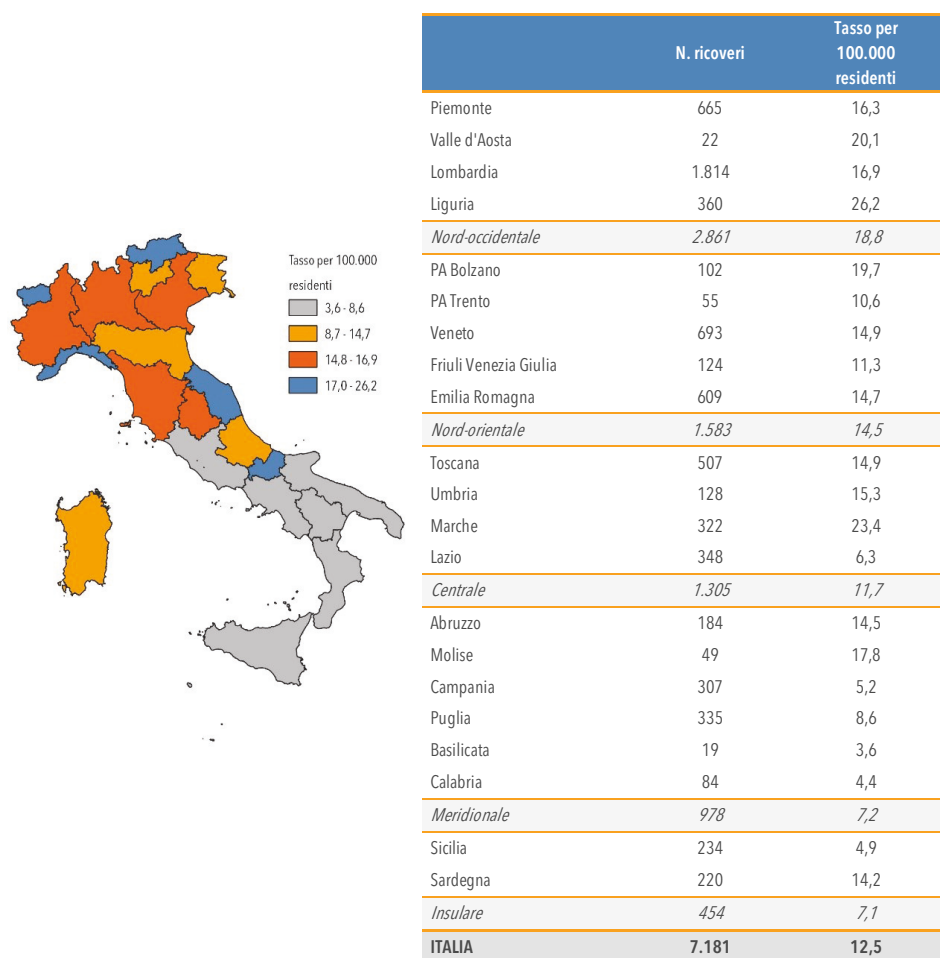 Tasso per 100.000
residenti
3,6 - 8,6
8,7 - 14,7
14,8 - 16,9
17,0 - 26,2
N. ricoveri Tasso per 100.000 residenti
Piemonte 665 16,3
Valle d'Aosta 22 20,1
Lombardia 1.814 16,9
Liguria 360 26,2
Nord-occidentale 2.861 18,8
PA Bolzano 102 19,7
PA Trento 55 10,6
Veneto 693 14,9
Friuli Venezia Giulia 124 11,3
Emilia Romagna 609 14,7
Nord-orientale 1.583 14,5
Toscana 507 14,9
Umbria 128 15,3
Marche 322 23,4
Lazio 348 6,3
Centrale 1.305 11,7
Abruzzo 184 14,5
Molise 49 17,8
Campania 307 5,2
Puglia 335 8,6
Basilicata 19 3,6
Calabria 84 4,4
Meridionale 978 7,2
Sicilia 234 4,9
Sardegna 220 14,2
Insulare 454 7,1
ITALIA 7.181 12,5